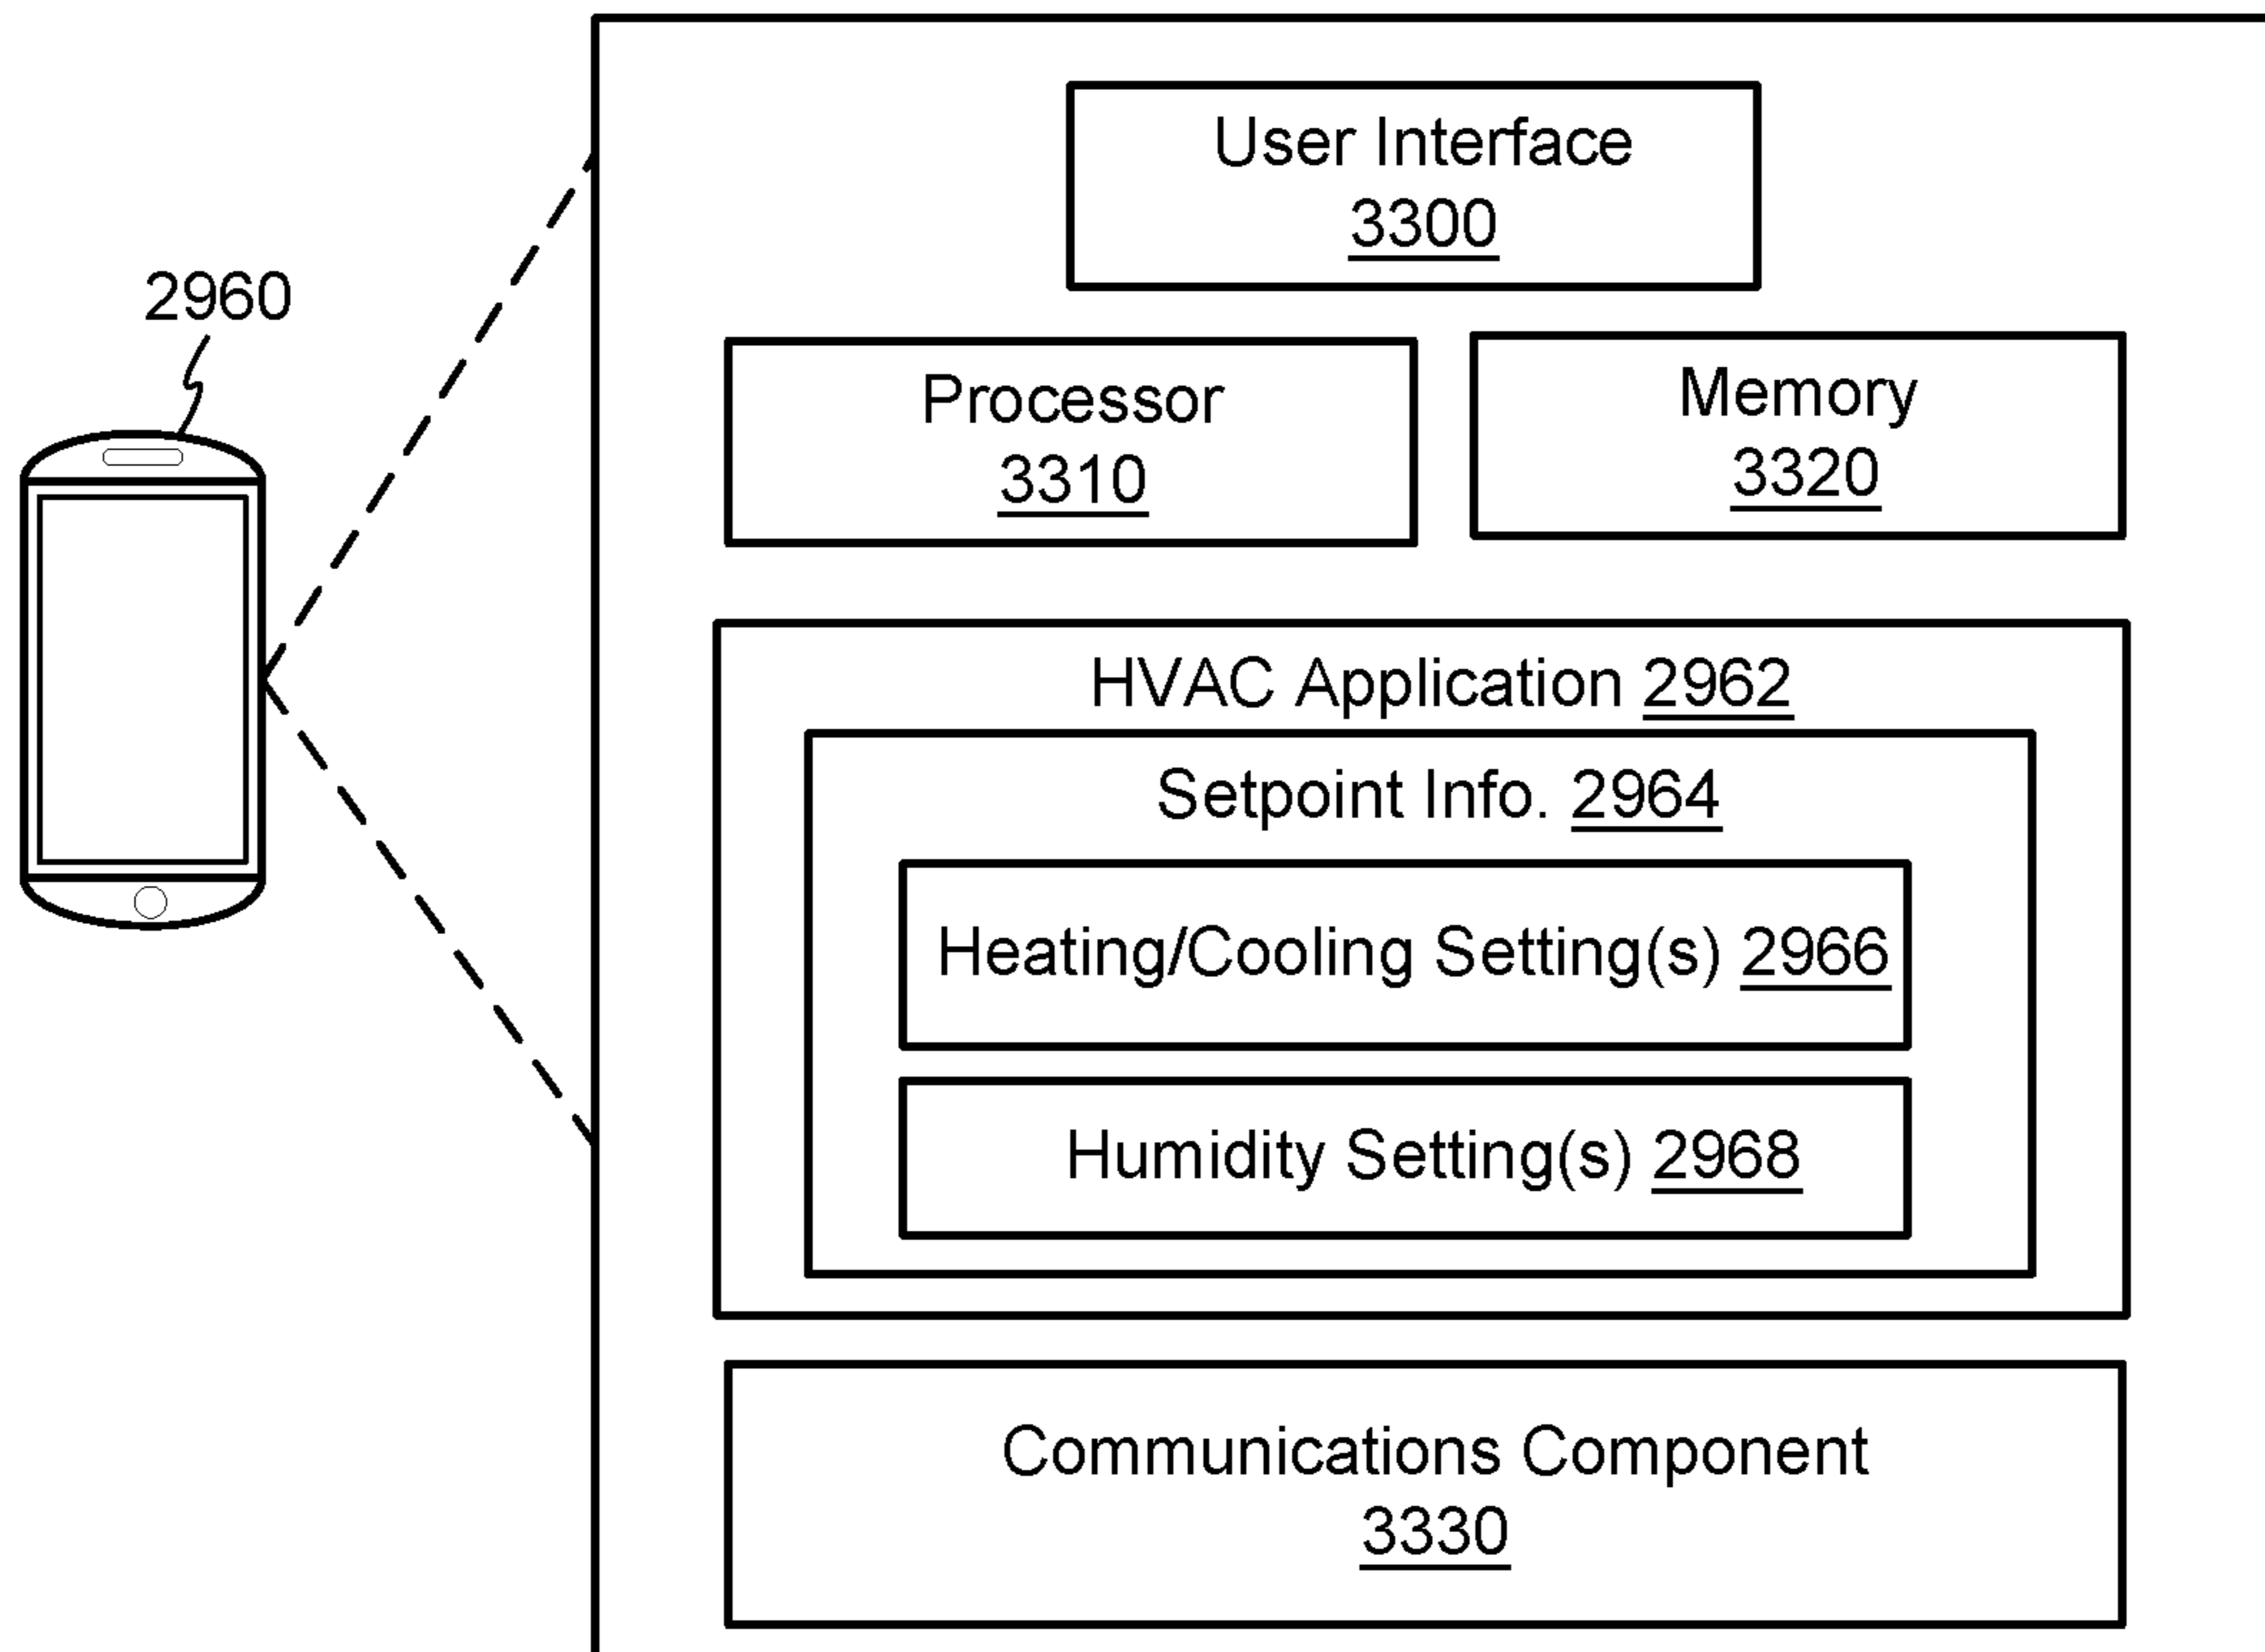 2960
User Interface
3300
Processor
3310
Memory
3320
HVAC Application 2962
Setpoint Info. 2964
Heating/Cooling Setting(s) 2966
Humidity Setting(s) 2968
Communications Component
3330